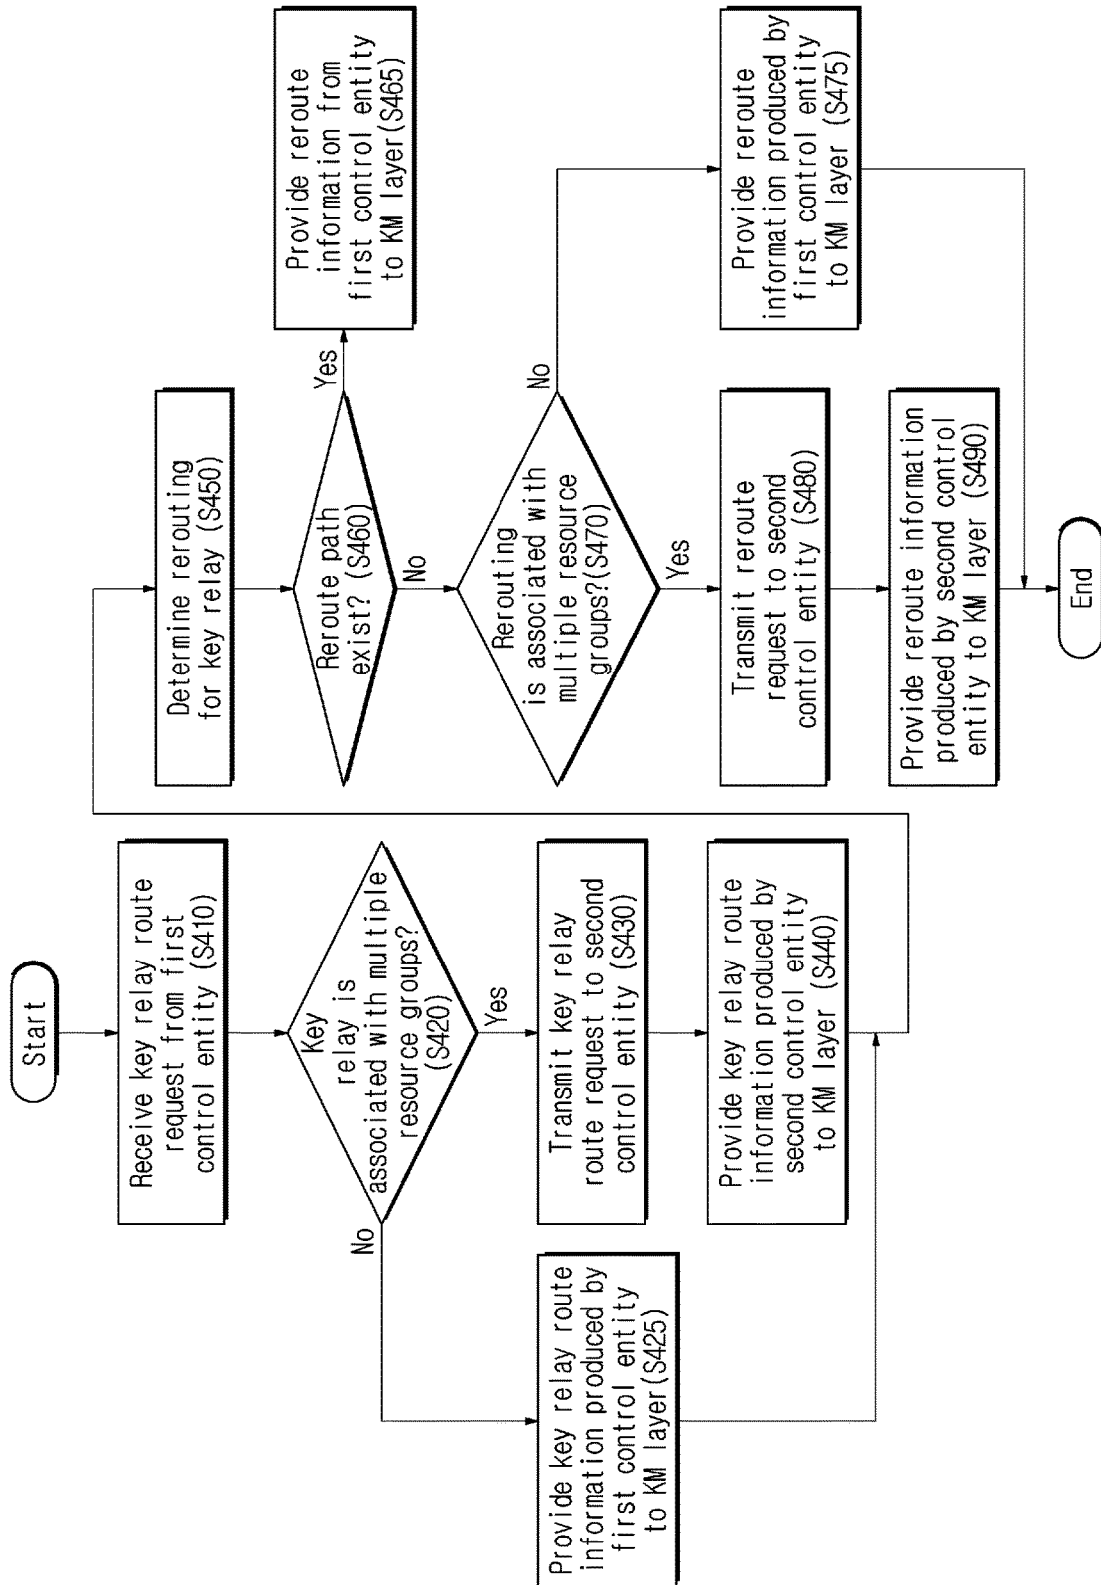 Start
Receive key relay route
request from first
control entity (S410)
Key
relay is
associated with multiple
resource groups?
(S420)
No
Yes
Provide key relay route
information produced by
first control entity
to KM layer(S425)
Transmit key relay
route request to second
control entity (S430)
Provide key relay route
information produced by
second control entity
to KM layer (S440)
Determine rerouting
for key relay (S450)
Reroute path
exist? (S460)
Yes
No
Provide reroute
information from
first control entity
to KM layer(S465)
Rerouting
is associated with
multiple resource
groups?(S470)
No
Yes
Provide reroute
information produced by
first control entity
to KM layer (S475)
Transmit reroute
request to second
control entity (S480)
Provide reroute information
produced by second control
entity to KM layer (S490)
End